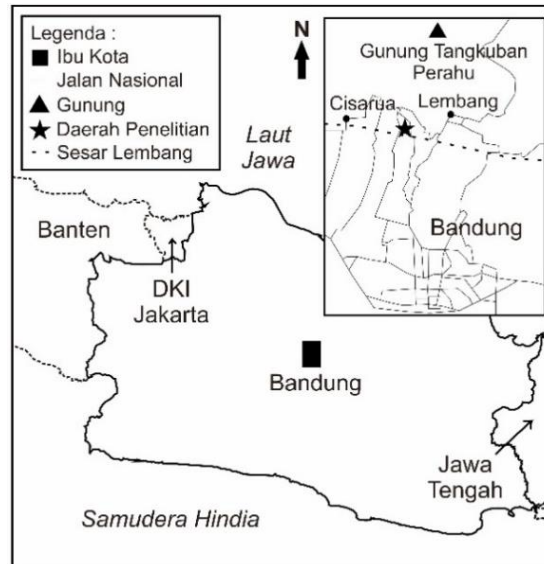 Legenda :
Ibu Kota
Jalan Nasional
Gunung
Daerah Penelitian
Sesar Lembang
N
Gunung Tangkuban
Perahu
Cisarua
Lembang
Bandung
Laut
Jawa
Banten
DKI
Jakarta
Bandung
Jawa
Tengah
Samudera Hindia